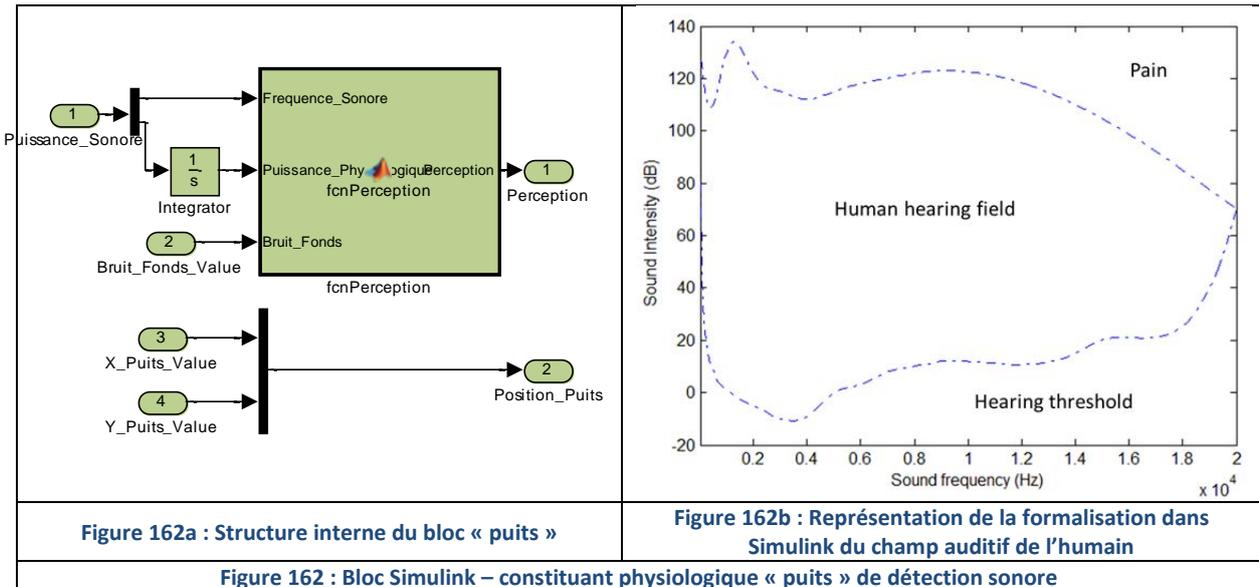 1
Puissance_Sonore
Frequence_Sonore
1
s
Integrator
Perception
fcnPerception
1
Perception
2
Bruit_Fonds_Value
Bruit_Fonds
fcnPerception
3
X_Puits_Value
4
Y_Puits_Value
2
Position_Puits
140
120
100
80
60
40
20
0
-20
Sound Intensity (dB)
Pain
Human hearing field
Hearing threshold
0.2 0.4 0.6 0.8 1 1.2 1.4 1.6 1.8 2
Sound frequency (Hz)
x 10^4
Figure 162a : Structure interne du bloc « puits »
Figure 162b : Représentation de la formalisation dans
Simulink du champ auditif de l’humain
Figure 162 : Bloc Simulink – constituant physiologique « puits » de détection sonore